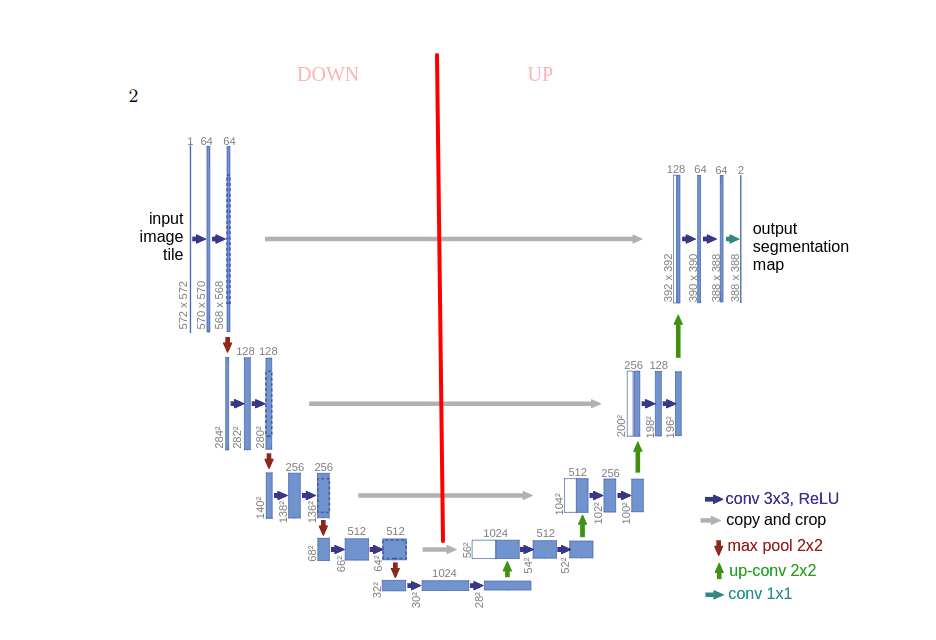 DOWN UP
2
1 64 64
128 64 64 2
input
image
tile
output
segmentation
map
572 x 572
570 x 570
568 x 568
392 x 392
390 x 390
388 x 388
388 x 388
128 128
256 128
284²
282²
280²
200²
198²
196²
256 256
512 256
140²
138²
136²
104²
102²
100²
512 512
1024 512
68²
66²
64²
56²
54²
52²
1024
32²
30²
28²
conv 3x3, ReLU
copy and crop
max pool 2x2
up-conv 2x2
conv 1x1